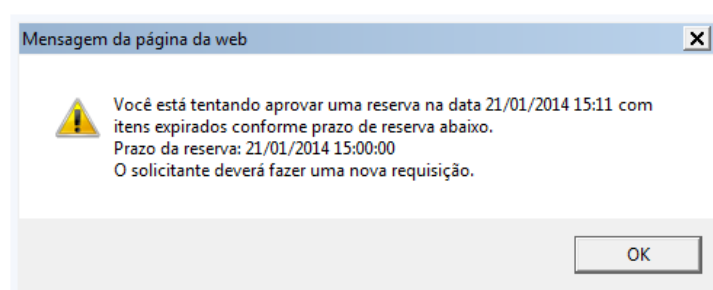 Mensagem da página da web
Você está tentando aprovar uma reserva na data 21/01/2014 15:11 com
itens expirados conforme prazo de reserva abaixo.
Prazo da reserva: 21/01/2014 15:00:00
O solicitante deverá fazer uma nova requisição.
OK